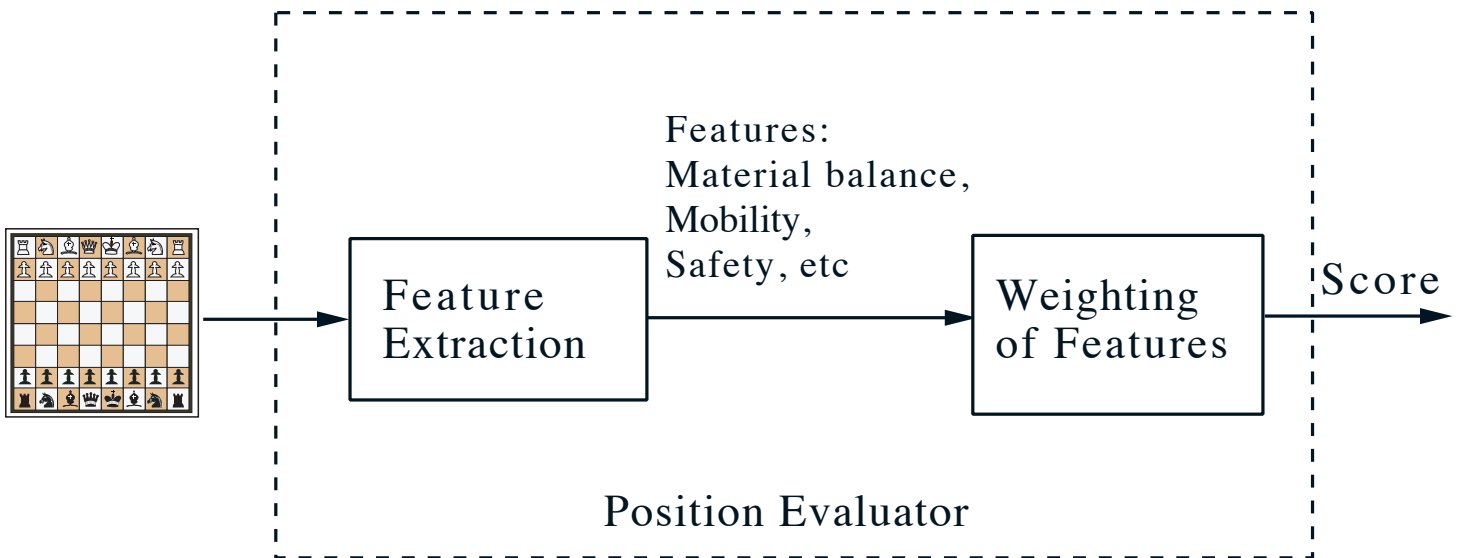 Features:
Material balance,
Mobility,
Safety, etc
Feature
Extraction
Weighting
of Features
Score
Position Evaluator